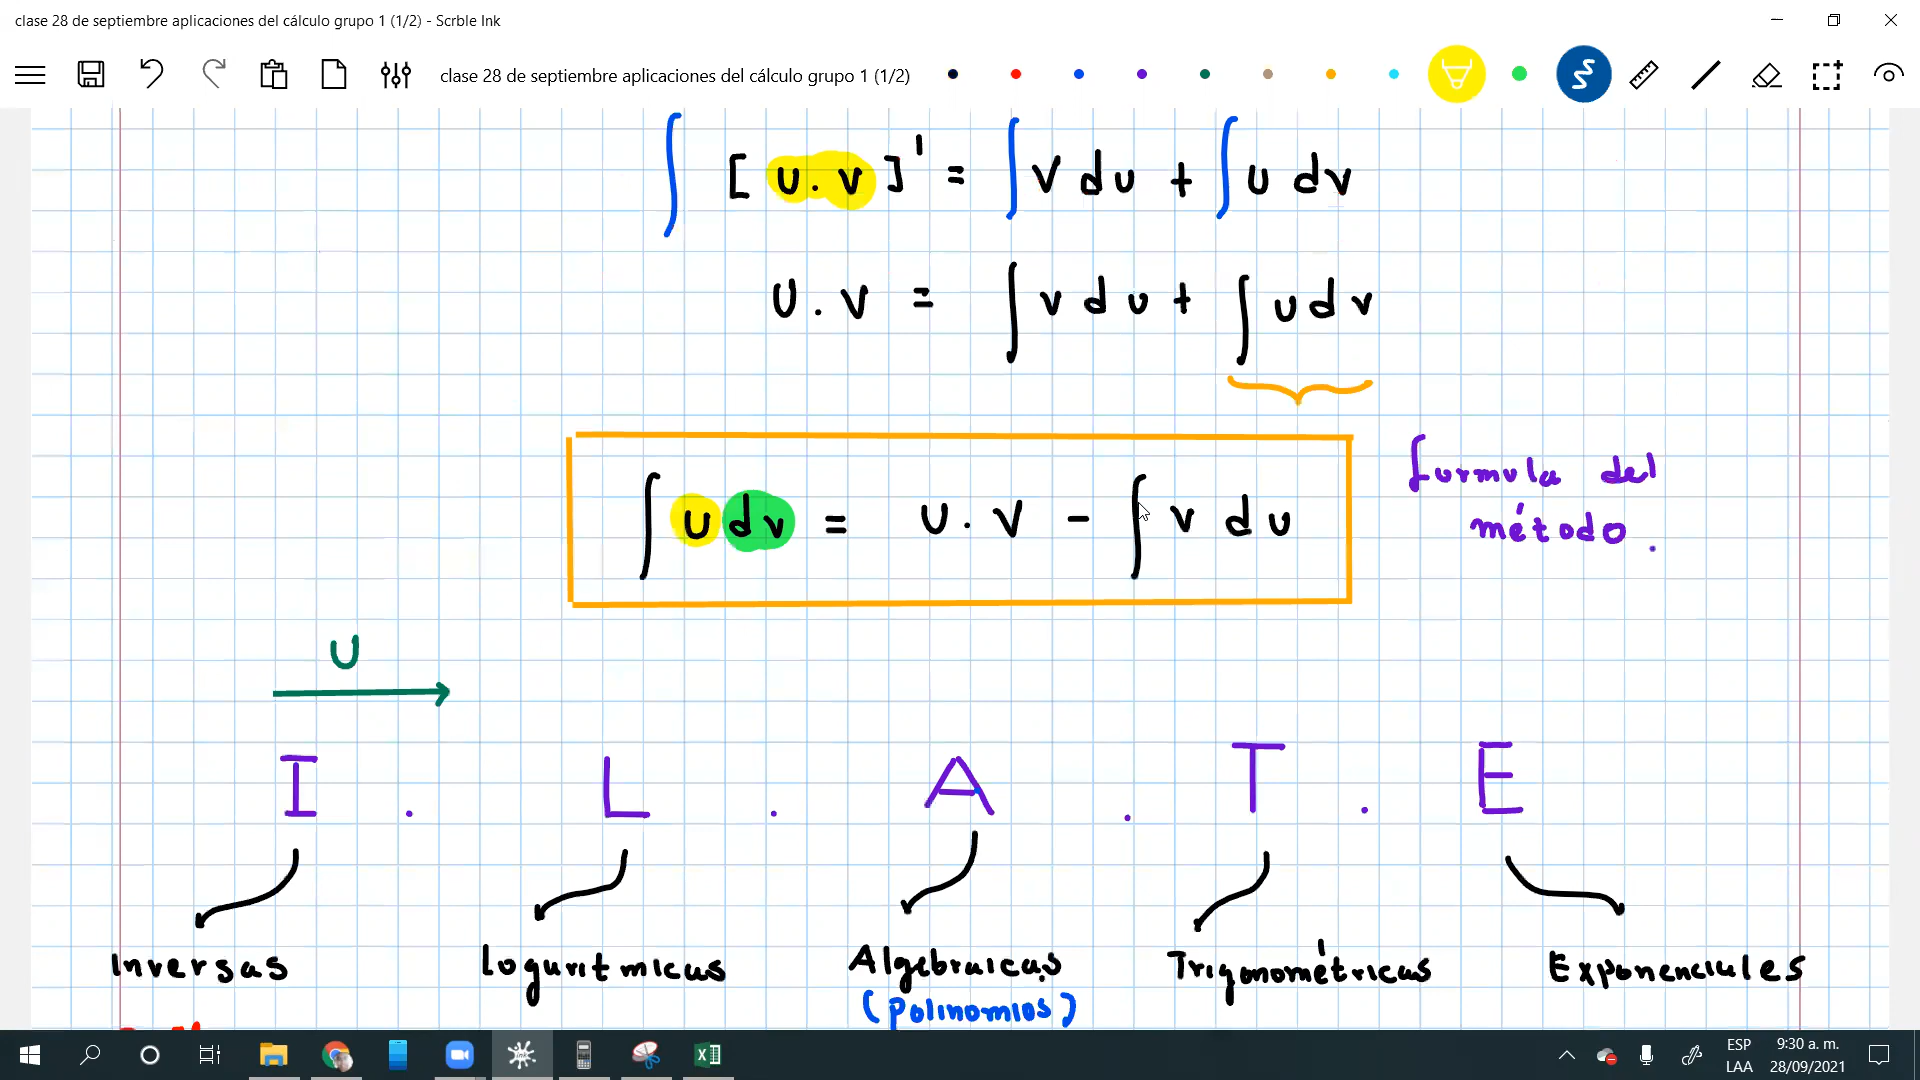 clase 28 de septiembre aplicaciones del cálculo grupo 1 (1/2) - Scrble Ink
clase 28 de septiembre aplicaciones del cálculo grupo 1 (1/2)
∫ [u.v]' = ∫ v du + ∫ u dv
U.V = ∫ v du + ∫ u dv
∫ u dv = U.V - ∫ v du
formula del
método.
U
I . L . A . T . E
Inversas Logaritmicas Algebraicas Trigonométricas Exponenciales
(polinomios)
ESP 9:30 a. m.
LAA 28/09/2021